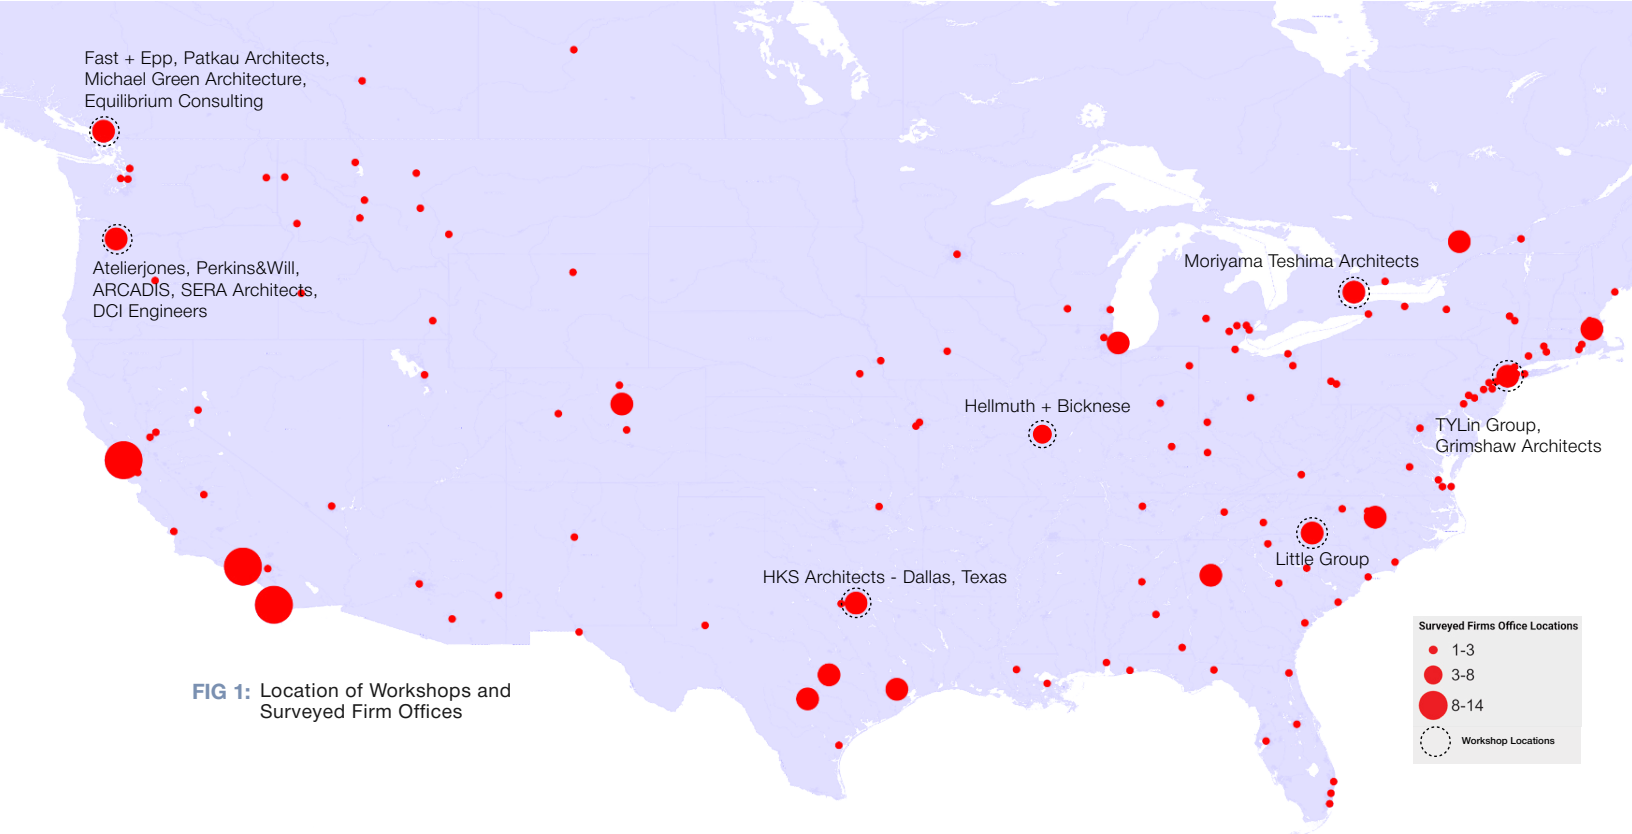 Fast + Epp, Patkau Architects,
Michael Green Architecture,
Equilibrium Consulting
Atelierjones, Perkins&Will,
ARCADIS, SERA Architects,
DCI Engineers
Moriyama Teshima Architects
Hellmuth + Bicknese
TYLin Group,
Grimshaw Architects
Little Group
HKS Architects - Dallas, Texas
FIG 1: Location of Workshops and
Surveyed Firm Offices
Surveyed Firms Office Locations
1-3
3-8
8-14
Workshop Locations